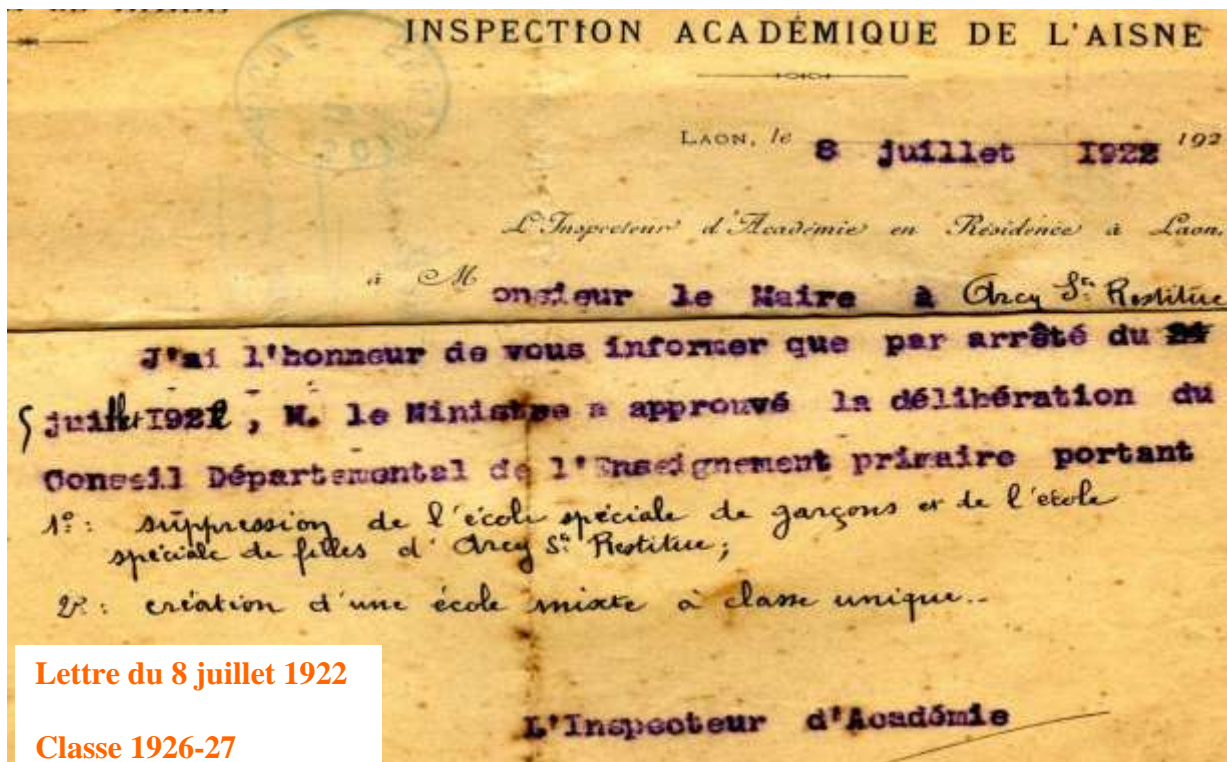 INSPECTION ACADÉMIQUE DE L'AISNE
LAON, le 8 juillet 1922 192
L'Inspecteur d'Académie en Résidence à Laon,
à Monsieur le Maire à Arcy Ste Restitue
J'ai l'honneur de vous informer que par arrêté du
5 juillet 1922, M. le Ministre a approuvé la délibération du
Conseil Départemental de l'Enseignement primaire portant
1º: suppression de l'école spéciale de garçons et de l'école
spéciale de filles d'Arcy Ste Restitue;
2º: création d'une école mixte à classe unique..
L'Inspecteur d'Académie
Lettre du 8 juillet 1922
Classe 1926-27